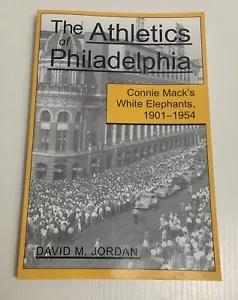 The Athletics
of Philadelphia
Connie Mack's
White Elephants,
1901–1954
DAVID M. JORDAN